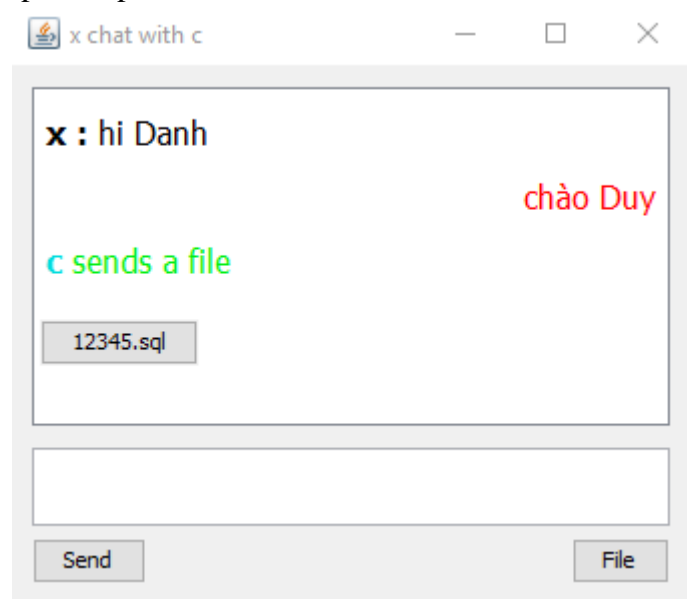 x chat with c
x : hi Danh
chào Duy
c sends a file
12345.sql
Send
File